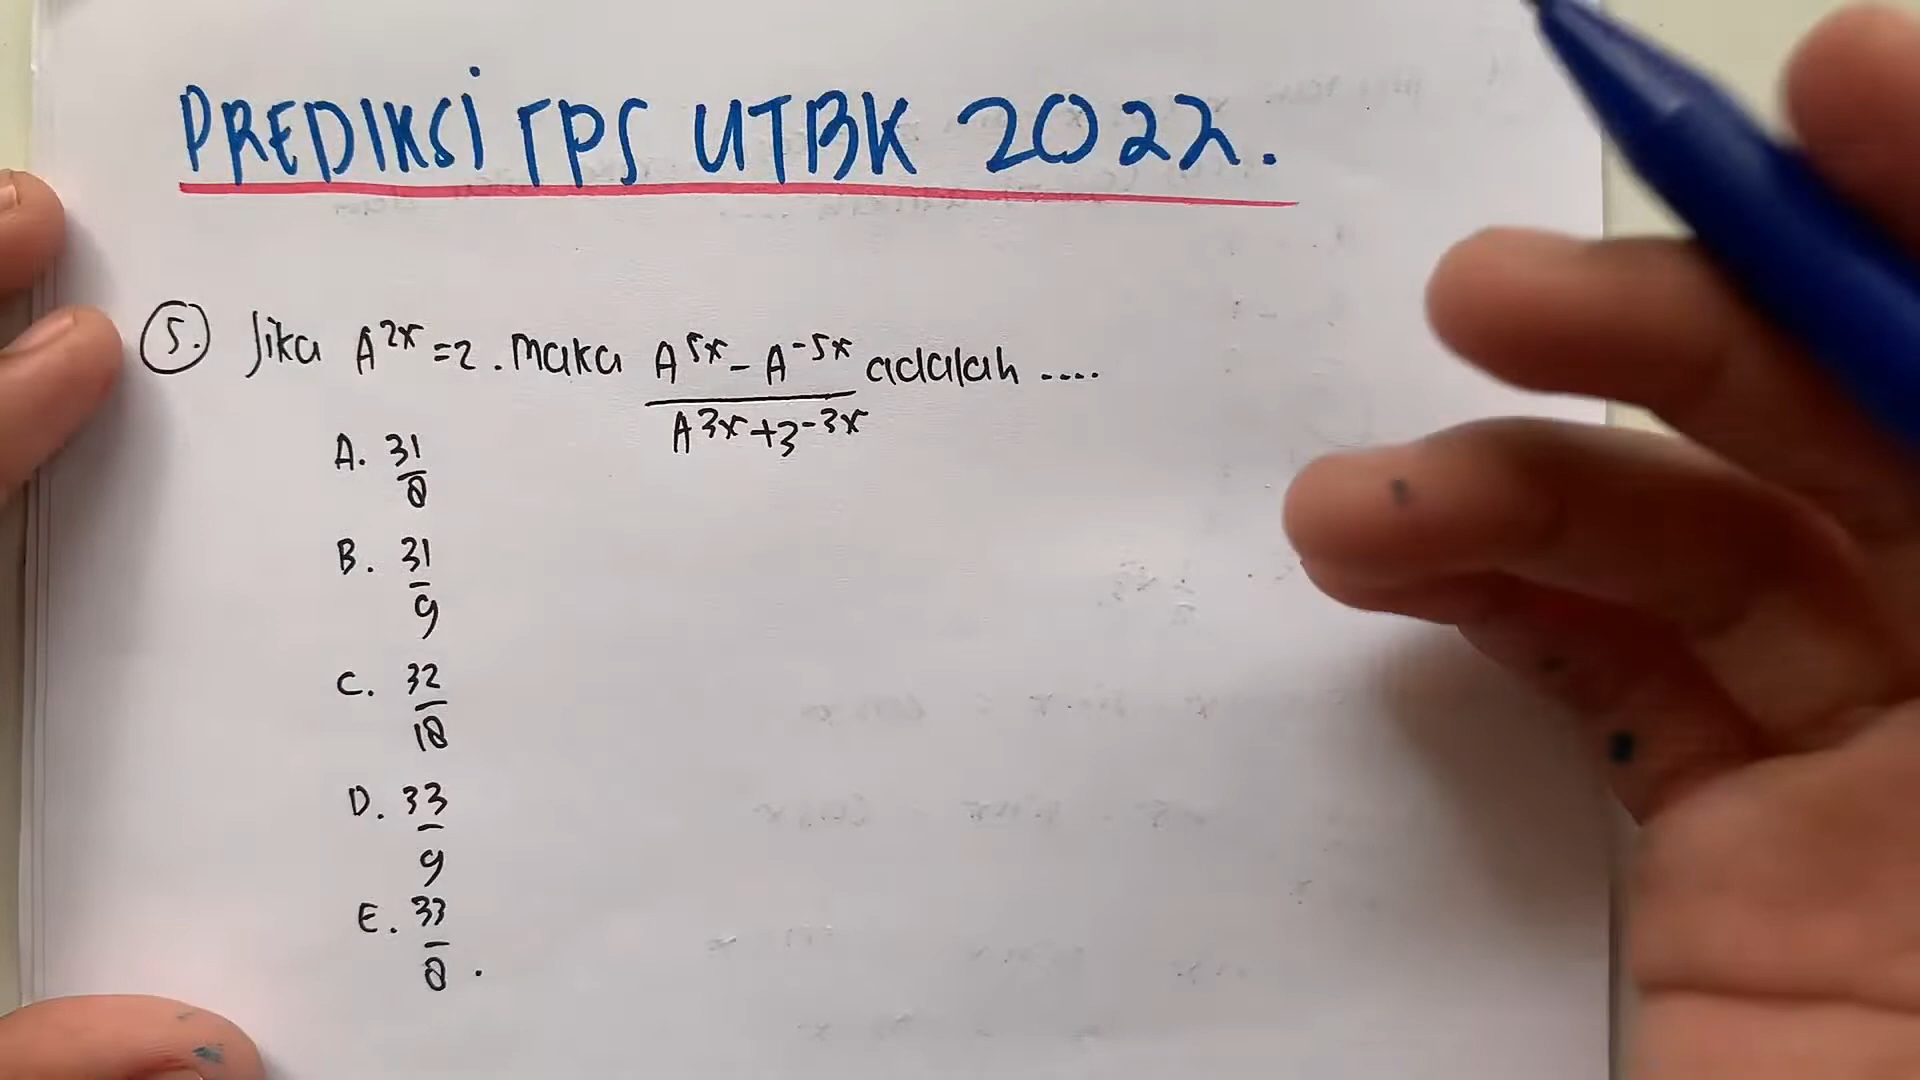 PREDIKSI TPS UTBK 2022.
5. Jika A^2x = 2. maka A^5x - A^-5x / A^3x + 3^-3x adalah ....
A. 31/8
B. 31/9
C. 32/18
D. 33/9
E. 33/8.